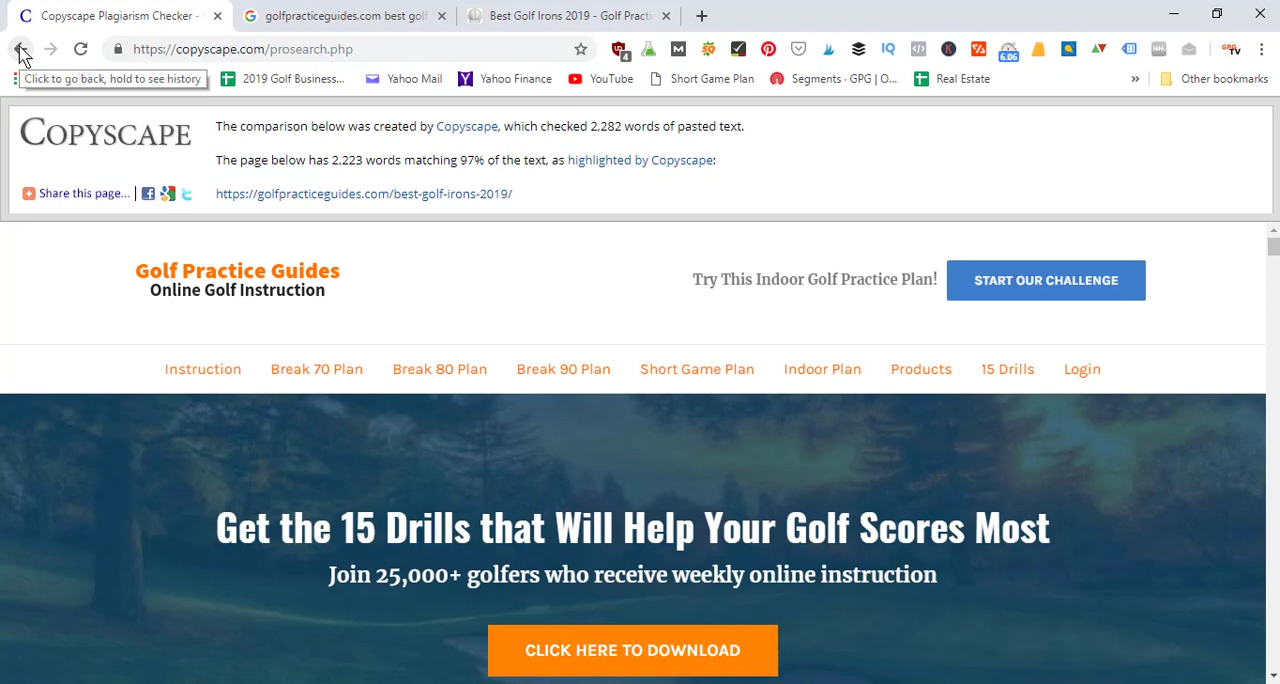 Copyscape Plagiarism Checker -
golfpracticeguides.com best golf
Best Golf Irons 2019 - Golf Practi
https://copyscape.com/prosearch.php
Click to go back, hold to see history
2019 Golf Business...
Yahoo Mail
Yahoo Finance
YouTube
Short Game Plan
Segments · GPG | O...
Real Estate
»
Other bookmarks
COPYSCAPE
The comparison below was created by Copyscape, which checked 2,282 words of pasted text.
The page below has 2,223 words matching 97% of the text, as highlighted by Copyscape:
Share this page... |
https://golfpracticeguides.com/best-golf-irons-2019/
Golf Practice Guides
Online Golf Instruction
Try This Indoor Golf Practice Plan!
START OUR CHALLENGE
Instruction
Break 70 Plan
Break 80 Plan
Break 90 Plan
Short Game Plan
Indoor Plan
Products
15 Drills
Login
Get the 15 Drills that Will Help Your Golf Scores Most
Join 25,000+ golfers who receive weekly online instruction
CLICK HERE TO DOWNLOAD